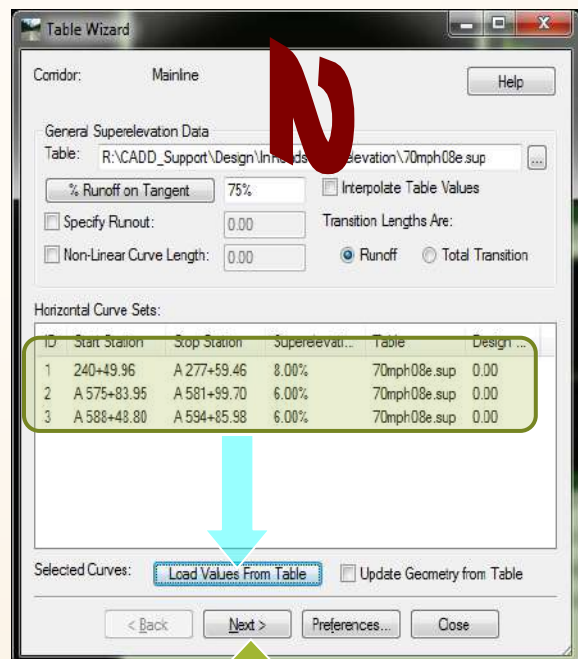 Table Wizard
Corridor: Mainline
Help
2
General Superelevation Data
Table: R:\CADD_Support\Design\InRoads evation\70mph08e.sup ...
% Runoff on Tangent 75% Interpolate Table Values
Specify Runout: 0.00 Transition Lengths Are:
Non-Linear Curve Length: 0.00 Runoff Total Transition
Horizontal Curve Sets:
ID Start Station Stop Station Superelevati... Table Design ...
1 240+49.96 A 277+59.46 8.00% 70mph08e.sup 0.00
2 A 575+83.95 A 581+99.70 6.00% 70mph08e.sup 0.00
3 A 588+48.80 A 594+85.98 6.00% 70mph08e.sup 0.00
Selected Curves: Load Values From Table Update Geometry from Table
< Back Next > Preferences... Close